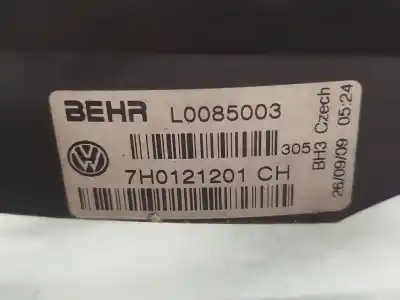 BEHR L0085003
305
7H0121201 CH
BH3 Czech
26/09/09 05:24